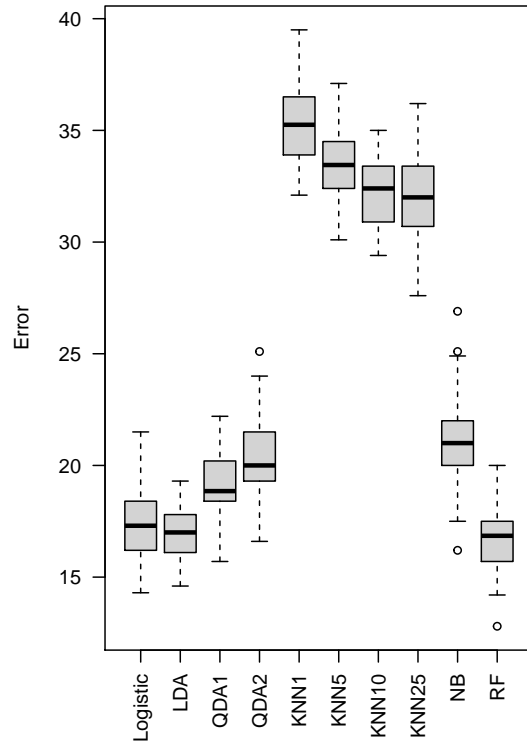 40
35
30
25
20
15
Error
Logistic
LDA
QDA1
QDA2
KNN1
KNN5
KNN10
KNN25
NB
RF